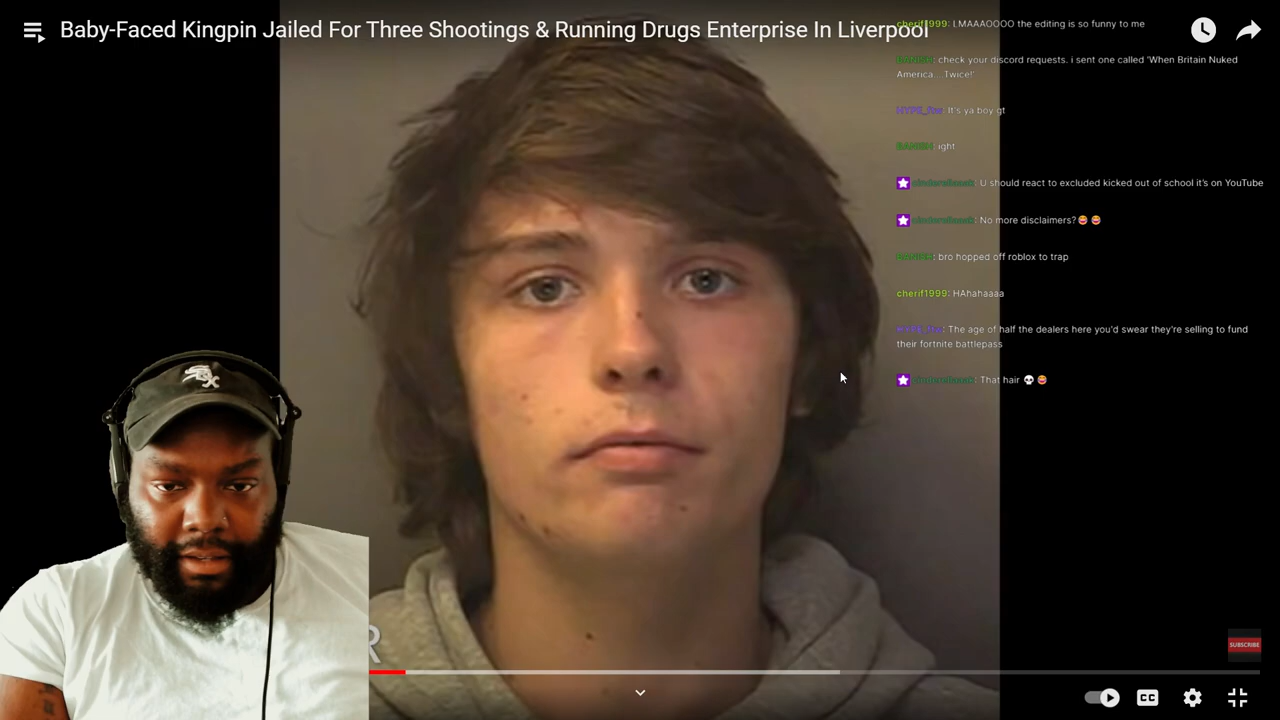 Baby-Faced Kingpin Jailed For Three Shootings & Running Drugs Enterprise In Liverpool
cherif1999: LMAAAOOOO the editing is so funny to me
: check your discord requests. i sent one called 'When Britain Nuked
America....Twice!'
HYPE_fox: It's ya boy gt
BANISH: ight
: U should react to excluded kicked out of school it's on YouTube
: No more disclaimers?
: bro hopped off roblox to trap
cherif1999: HAhahaaaa
: The age of half the dealers here you'd swear they're selling to fund
their fortnite battlepass
: That hair
SOX
R
SUBSCRIBE
CC